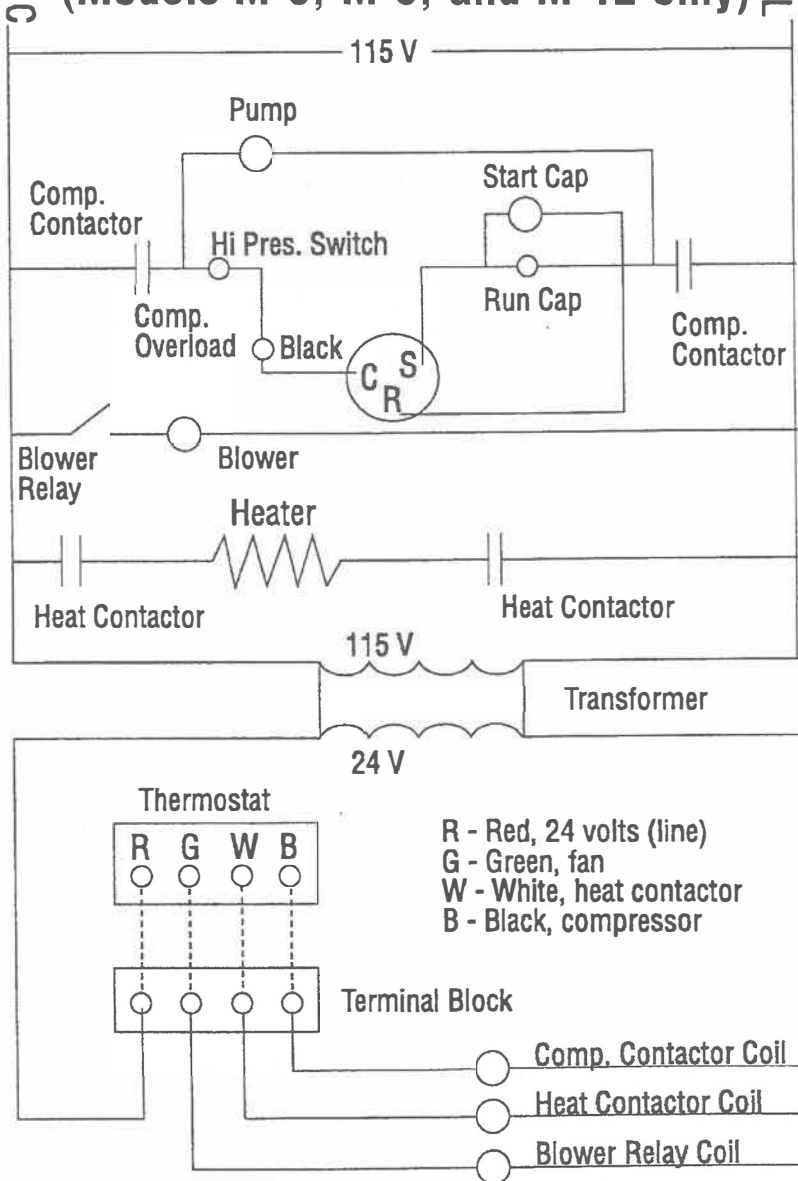 only)
115 V
Pump
Comp.
Contactor
Start Cap
Hi Pres. Switch
Run Cap
Comp.
Overload
Black
Comp.
Contactor
C S
R
Blower
Relay
Blower
Heater
Heat Contactor
Heat Contactor
115 V
Transformer
24 V
Thermostat
R G W B
R - Red, 24 volts (line)
G - Green, fan
W - White, heat contactor
B - Black, compressor
Terminal Block
Comp. Contactor Coil
Heat Contactor Coil
Blower Relay Coil